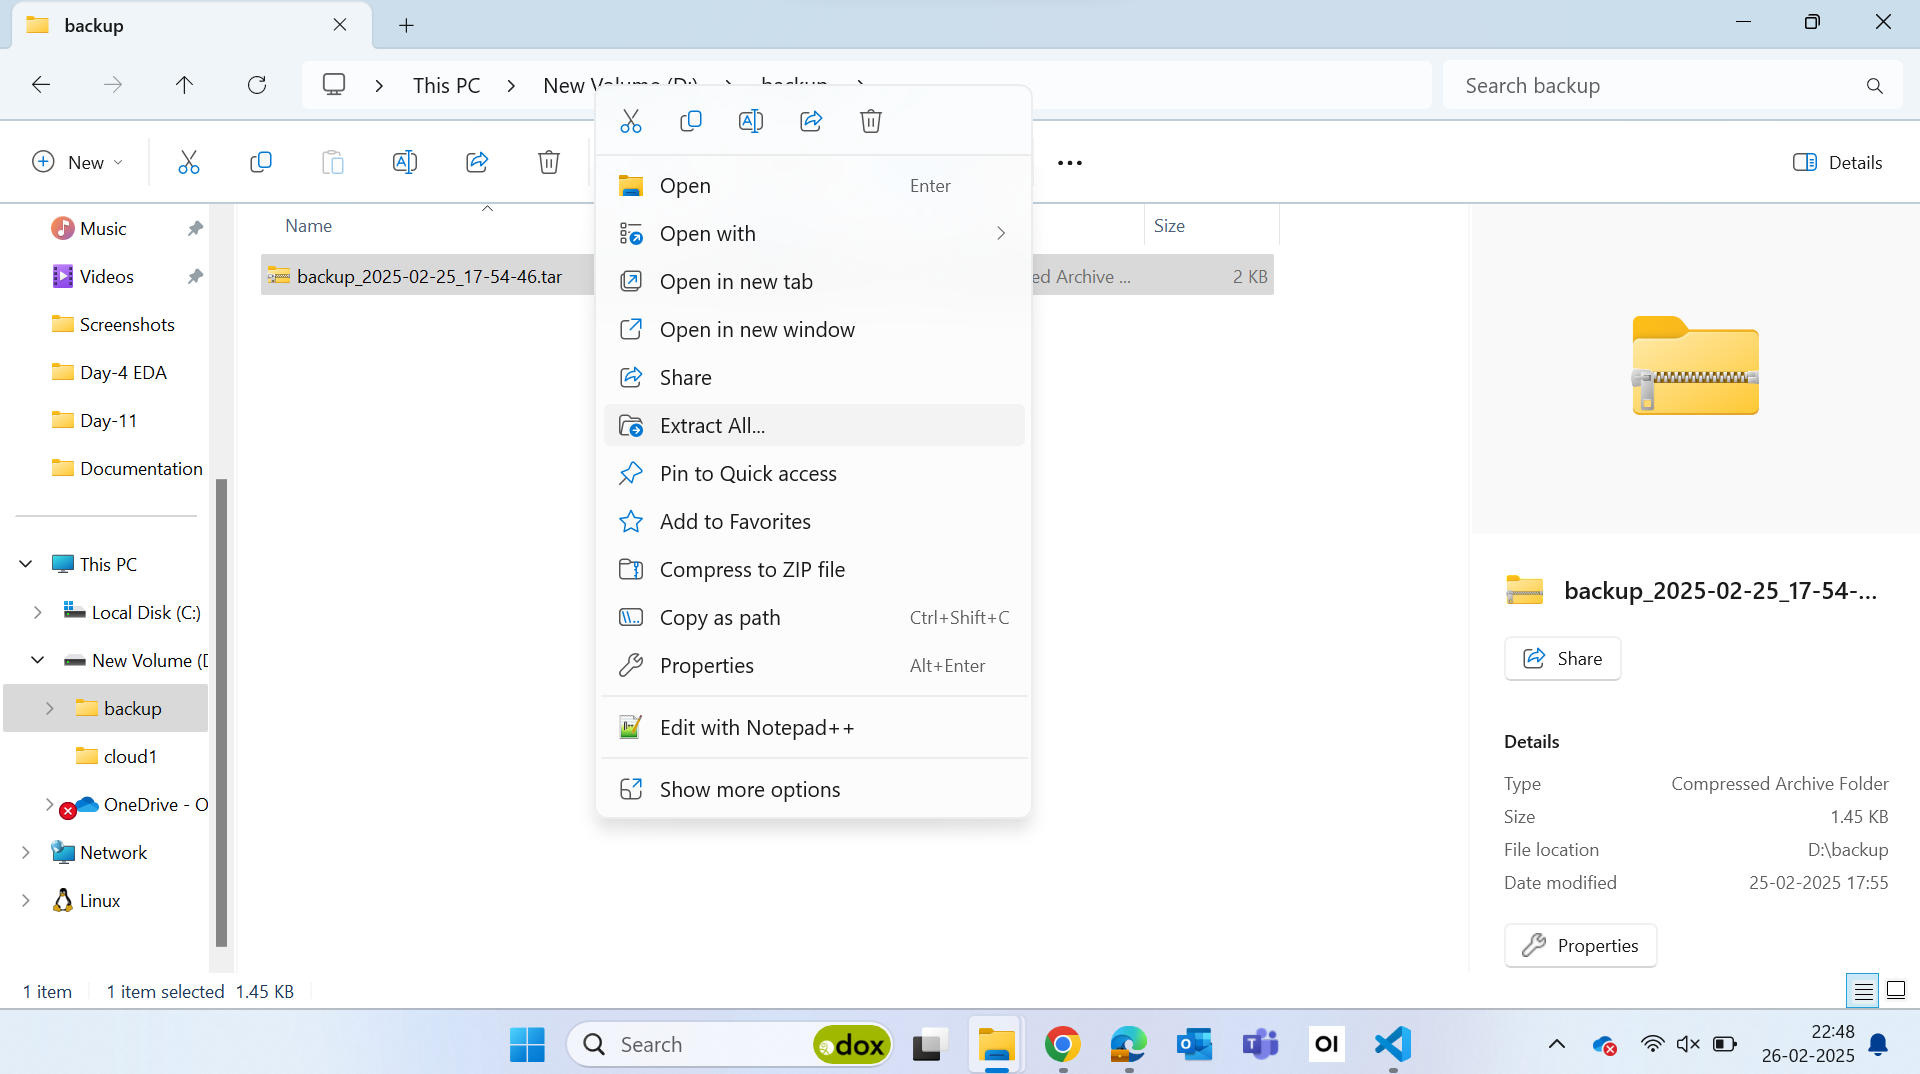 backup
This PC
New Volume (D:)
backup
Search backup
New
Details
Music
Videos
Screenshots
Day-4 EDA
Day-11
Documentation
This PC
Local Disk (C:)
New Volume (D
backup
cloud1
OneDrive - O
Network
Linux
Name
Size
backup_2025-02-25_17-54-46.tar
ed Archive ...
2 KB
Open Enter
Open with
Open in new tab
Open in new window
Share
Extract All...
Pin to Quick access
Add to Favorites
Compress to ZIP file
Copy as path Ctrl+Shift+C
Properties Alt+Enter
Edit with Notepad++
Show more options
backup_2025-02-25_17-54-...
Share
Details
Type Compressed Archive Folder
Size 1.45 KB
File location D:\backup
Date modified 25-02-2025 17:55
Properties
1 item
1 item selected 1.45 KB
Search
dox
OI
22:48
26-02-2025